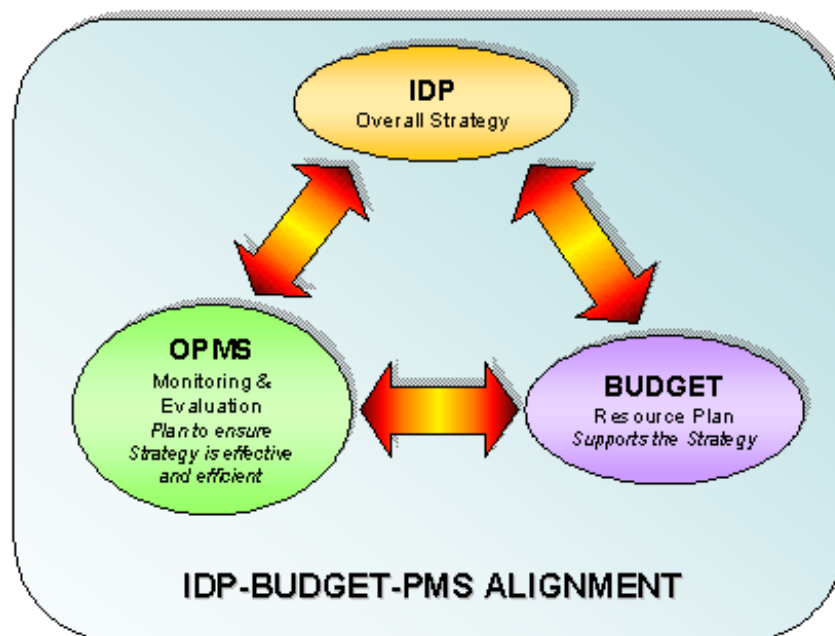 IDP
Overall Strategy
OPMS
Monitoring &
Evaluation
Plan to ensure
Strategy is effective
and efficient
BUDGET
Resource Plan
Supports the Strategy
IDP-BUDGET-PMS ALIGNMENT